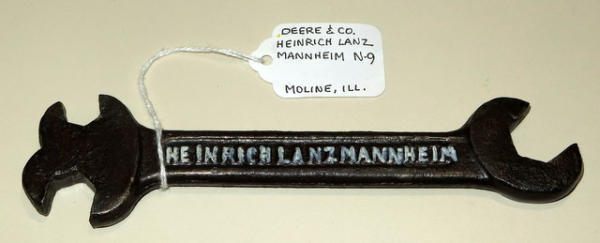 DEERE & CO.
HEINRICH LANZ
MANNHEIM N-9
MOLINE, ILL.
HEINRICH LANZ MANNHEIM